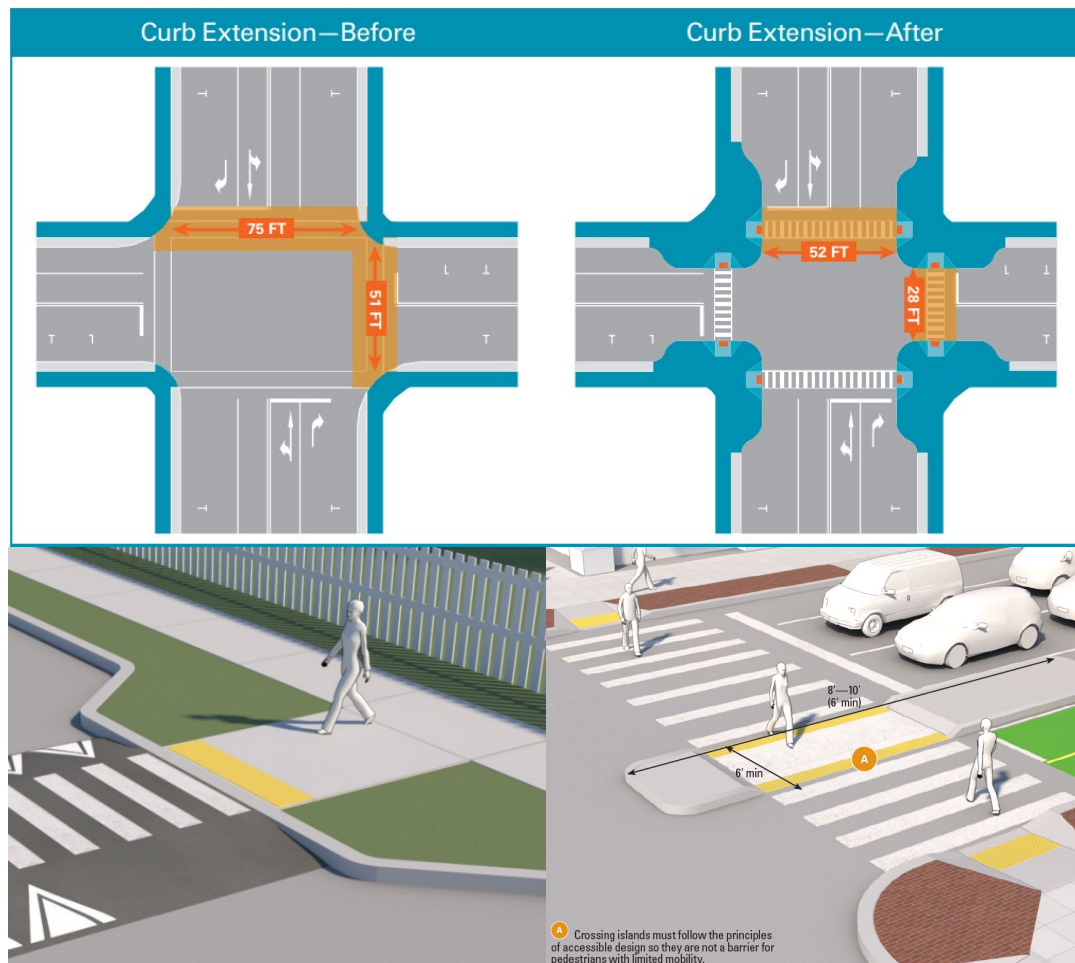 Curb Extension—Before
Curb Extension—After
75 FT
51 FT
52 FT
28 FT
8'—10'
(6' min)
6' min
A
A Crossing islands must follow the principles
of accessible design so they are not a barrier for
pedestrians with limited mobility.